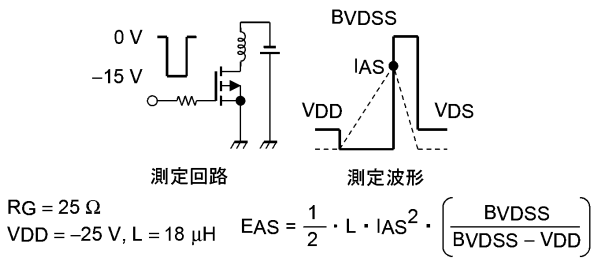 0 V
−15 V
測定回路
BVDSS
IAS
VDD
VDS
測定波形
RG = 25 Ω
VDD = −25 V, L = 18 μH
EAS = 1/2 · L · IAS² · (BVDSS / (BVDSS − VDD))